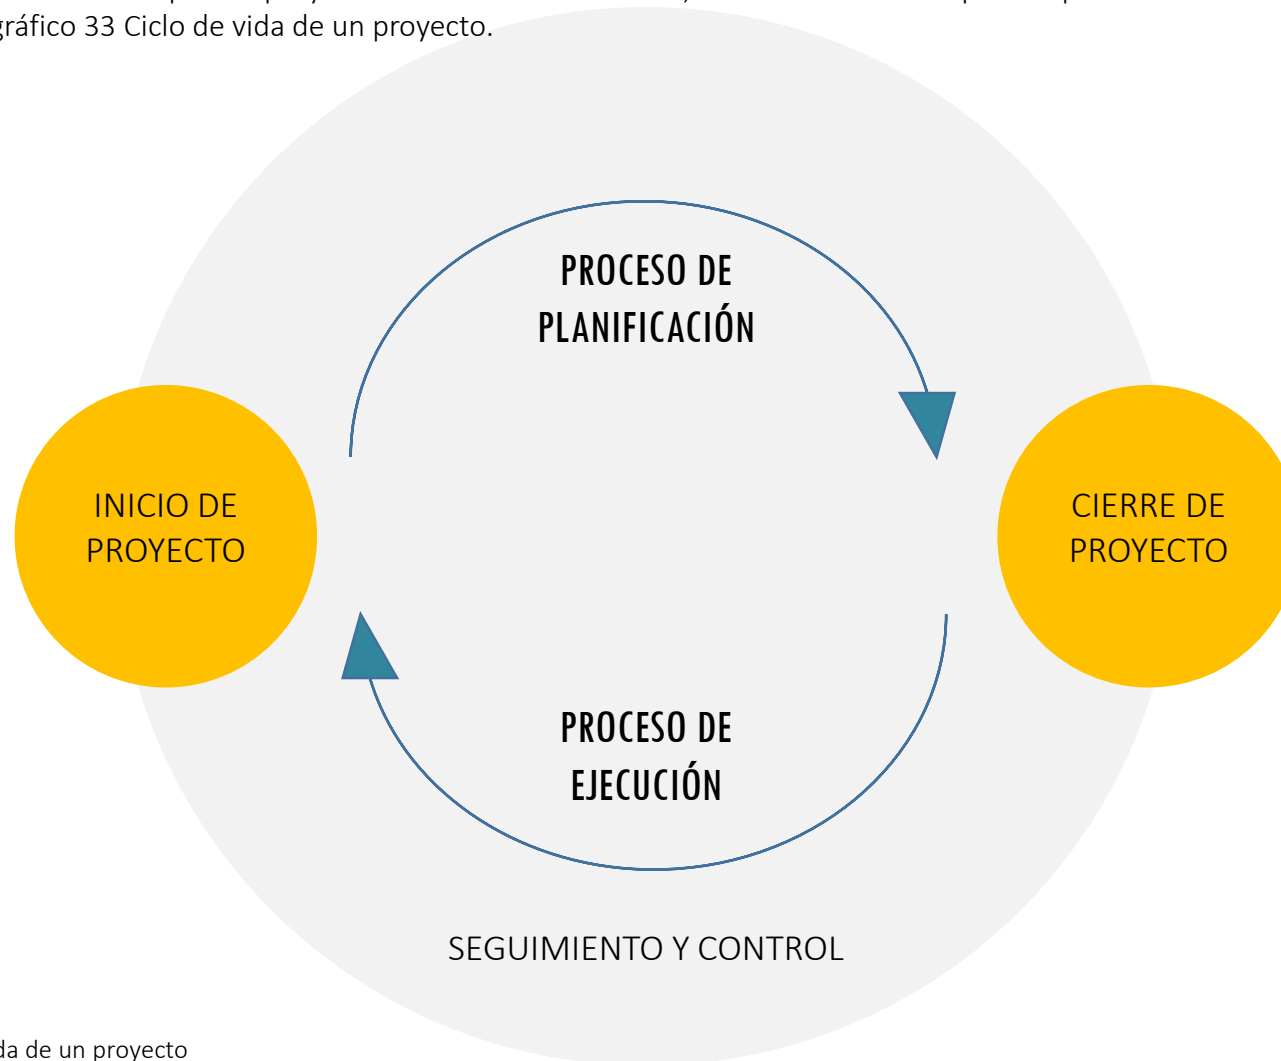 gráfico 33 Ciclo de vida de un proyecto.
PROCESO DE
PLANIFICACIÓN
INICIO DE
PROYECTO
CIERRE DE
PROYECTO
PROCESO DE
EJECUCIÓN
SEGUIMIENTO Y CONTROL
de un proyecto